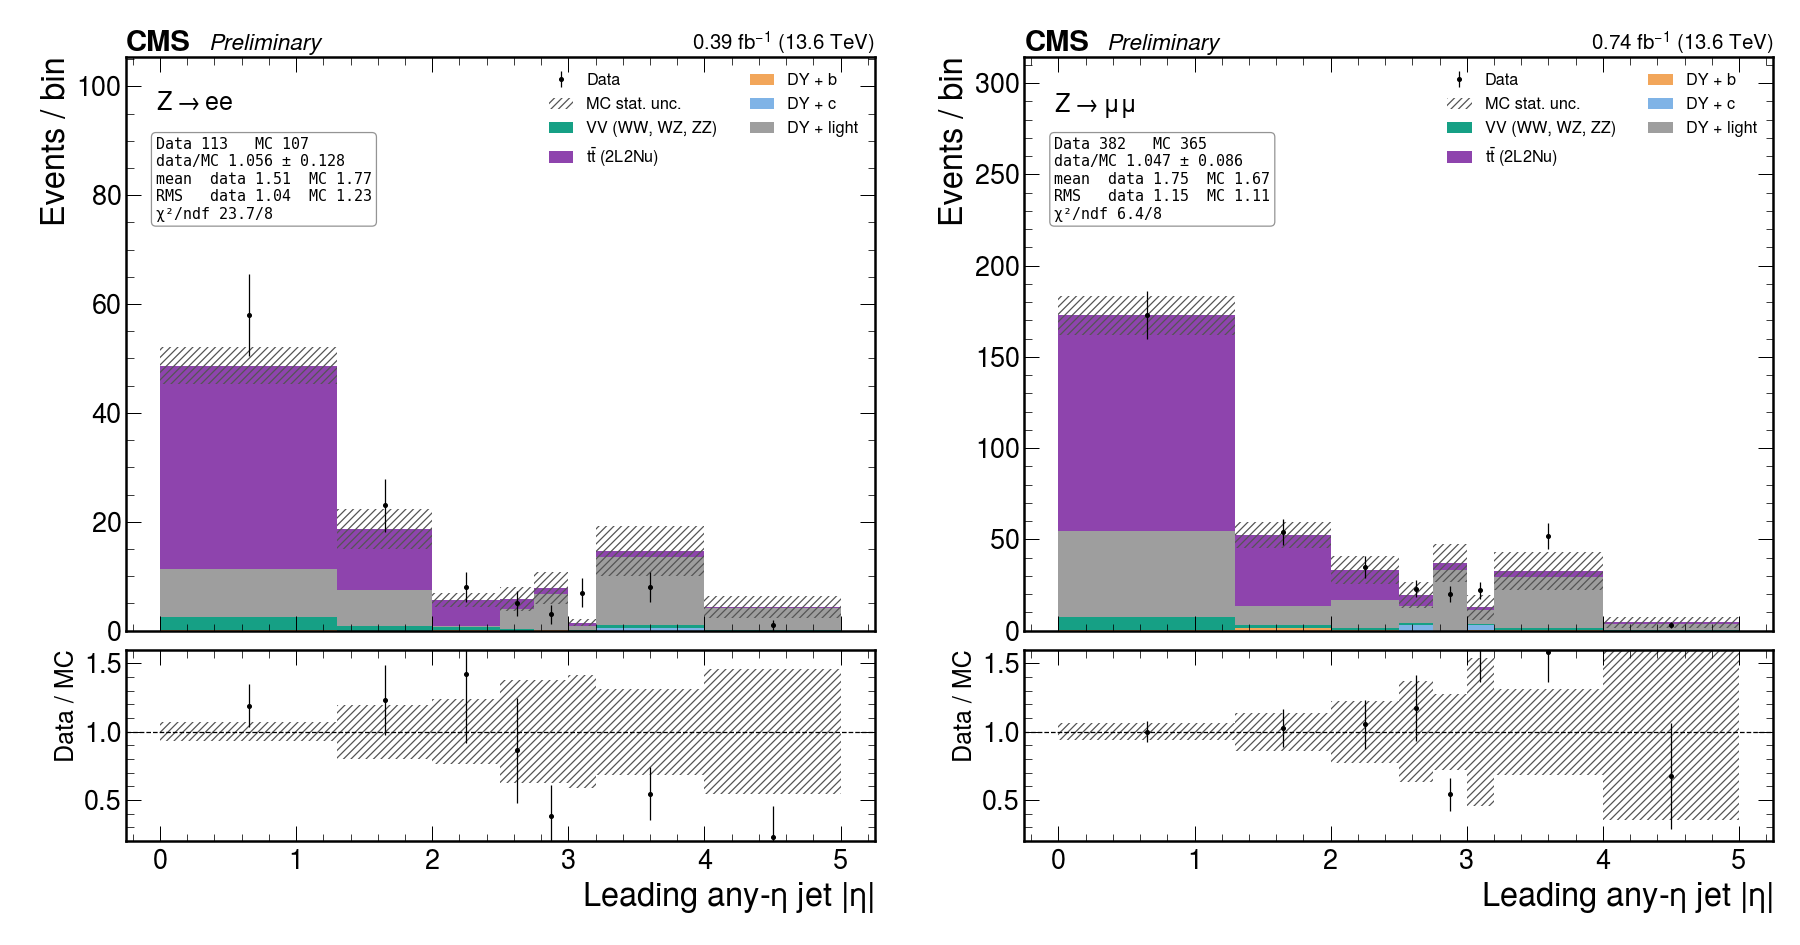 CMS Preliminary 0.39 fb⁻¹ (13.6 TeV)
Events / bin
100
80
60
40
20
0
Z → ee
Data 113 MC 107
data/MC 1.056 ± 0.128
mean data 1.51 MC 1.77
RMS data 1.04 MC 1.23
χ²/ndf 23.7/8
Data
MC stat. unc.
VV (WW, WZ, ZZ)
tt̄ (2L2Nu)
DY + b
DY + c
DY + light
Data / MC
1.5
1.0
0.5
0 1 2 3 4 5
Leading any-η jet |η|
CMS Preliminary 0.74 fb⁻¹ (13.6 TeV)
Events / bin
300
250
200
150
100
50
0
Z → μμ
Data 382 MC 365
data/MC 1.047 ± 0.086
mean data 1.75 MC 1.67
RMS data 1.15 MC 1.11
χ²/ndf 6.4/8
Data
MC stat. unc.
VV (WW, WZ, ZZ)
tt̄ (2L2Nu)
DY + b
DY + c
DY + light
Data / MC
1.5
1.0
0.5
0 1 2 3 4 5
Leading any-η jet |η|